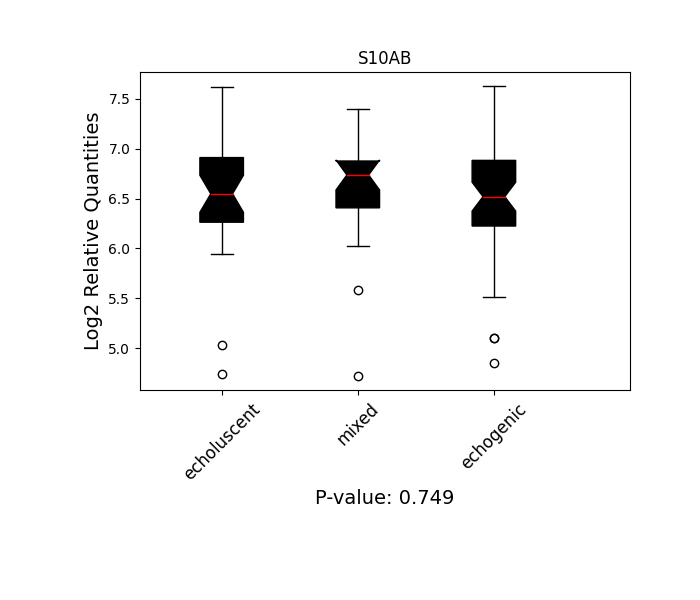 S10AB
Log2 Relative Quantities
7.5
7.0
6.5
6.0
5.5
5.0
echoluscent
mixed
echogenic
P-value: 0.749